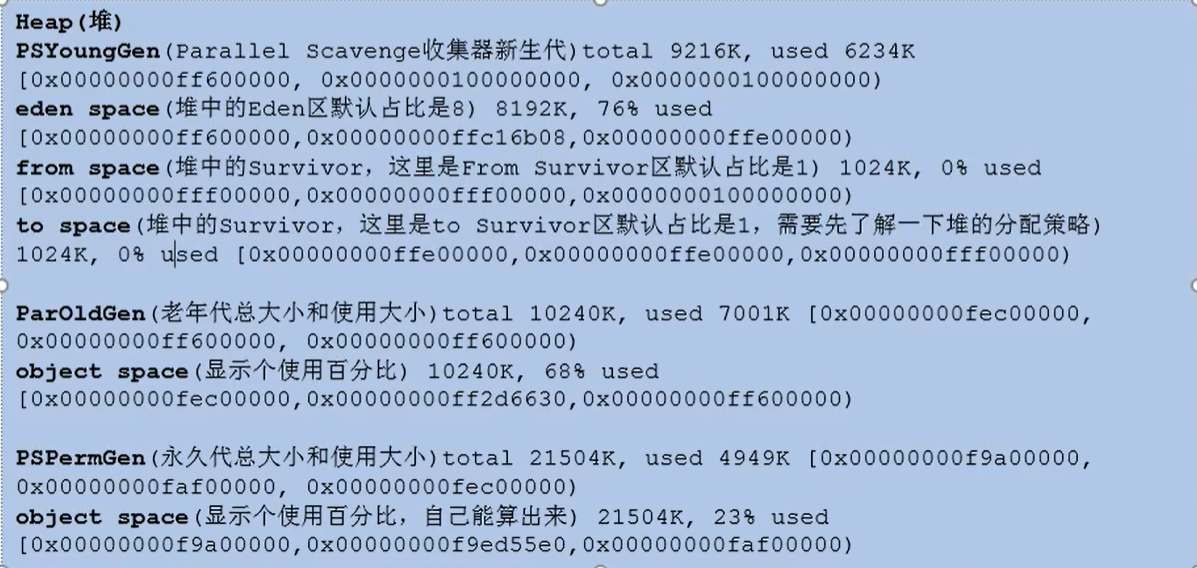 Heap(堆)
PSYoungGen(Parallel Scavenge收集器新生代)total 9216K, used 6234K
[0x00000000ff600000, 0x0000000100000000, 0x0000000100000000)
eden space(堆中的Eden区默认占比是8) 8192K, 76% used
[0x00000000ff600000,0x00000000ffc16b08,0x00000000ffe00000)
from space(堆中的Survivor，这里是From Survivor区默认占比是1) 1024K, 0% used
[0x00000000fff00000,0x00000000fff00000,0x0000000100000000)
to space(堆中的Survivor，这里是to Survivor区默认占比是1，需要先了解一下堆的分配策略)
1024K, 0% used [0x00000000ffe00000,0x00000000ffe00000,0x00000000fff00000)
ParOldGen(老年代总大小和使用大小)total 10240K, used 7001K [0x00000000fec00000,
0x00000000ff600000, 0x00000000ff600000)
object space(显示个使用百分比) 10240K, 68% used
[0x00000000fec00000,0x00000000ff2d6630,0x00000000ff600000)
PSPermGen(永久代总大小和使用大小)total 21504K, used 4949K [0x00000000f9a00000,
0x00000000faf00000, 0x00000000fec00000)
object space(显示个使用百分比，自己能算出来) 21504K, 23% used
[0x00000000f9a00000,0x00000000f9ed55e0,0x00000000faf00000)